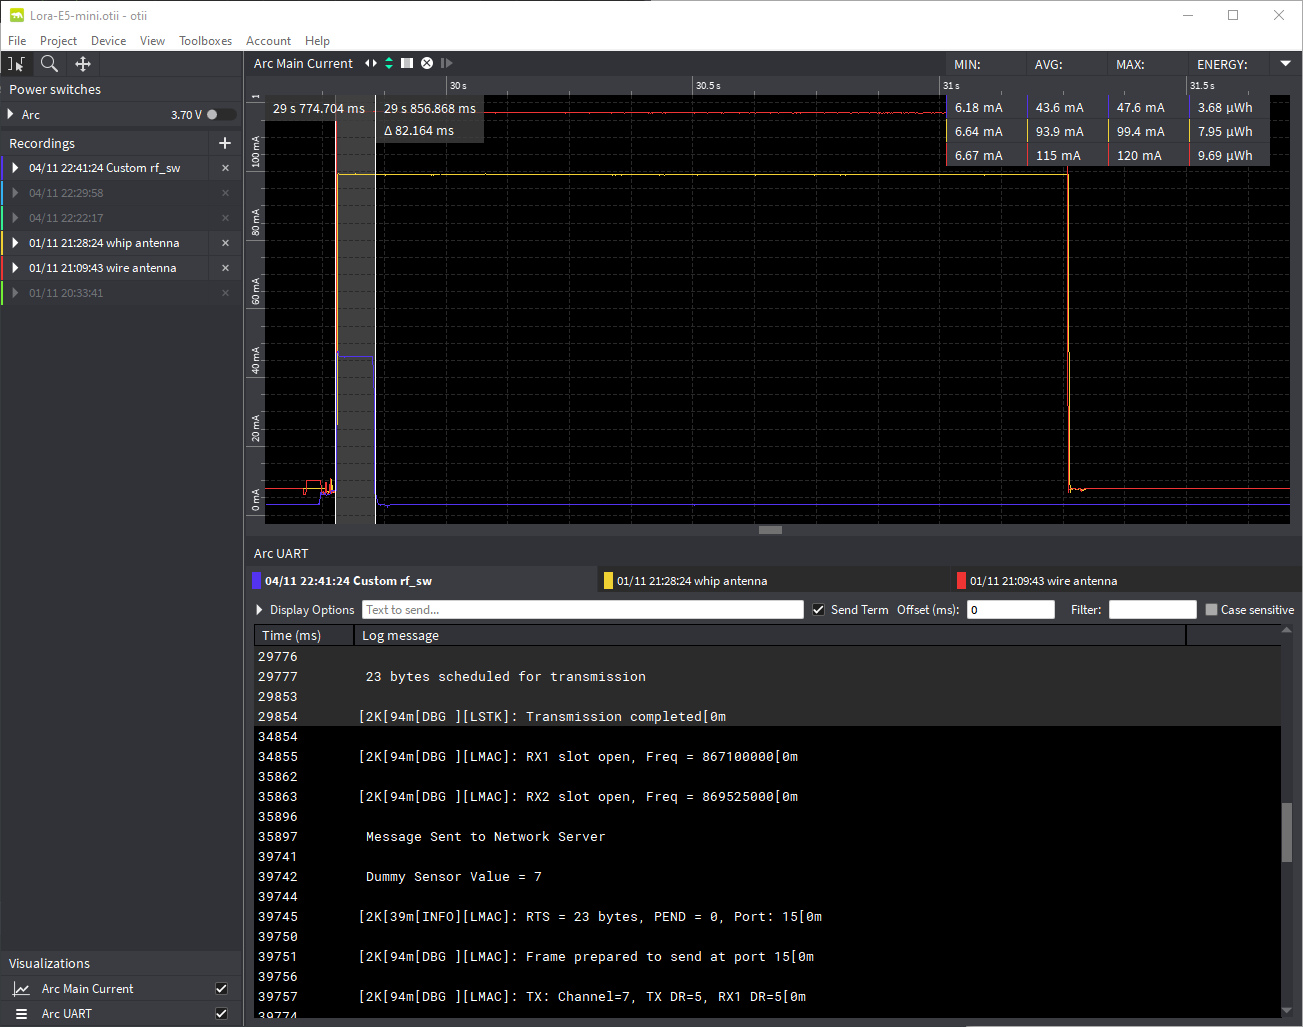 Lora-E5-mini.otii - otii
File Project Device View Toolboxes Account Help
Arc Main Current
MIN: AVG: MAX: ENERGY:
Power switches
Arc 3.70 V
Recordings +
04/11 22:41:24 Custom rf_sw
04/11 22:29:58
04/11 22:22:17
01/11 21:28:24 whip antenna
01/11 21:09:43 wire antenna
01/11 20:33:41
30 s 30.5 s 31 s 31.5 s
29 s 774.704 ms 29 s 856.868 ms
Δ 82.164 ms
6.18 mA 43.6 mA 47.6 mA 3.68 µWh
6.64 mA 93.9 mA 99.4 mA 7.95 µWh
6.67 mA 115 mA 120 mA 9.69 µWh
100 mA
80 mA
60 mA
40 mA
20 mA
0 mA
Arc UART
04/11 22:41:24 Custom rf_sw 01/11 21:28:24 whip antenna 01/11 21:09:43 wire antenna
Display Options Text to send... Send Term Offset (ms): 0 Filter: Case sensitive
Time (ms) Log message
29776
29777 23 bytes scheduled for transmission
29853
29854 [2K[94m[DBG ][LSTK]: Transmission completed[0m
34854
34855 [2K[94m[DBG ][LMAC]: RX1 slot open, Freq = 867100000[0m
35862
35863 [2K[94m[DBG ][LMAC]: RX2 slot open, Freq = 869525000[0m
35896
35897 Message Sent to Network Server
39741
39742 Dummy Sensor Value = 7
39744
39745 [2K[39m[INFO][LMAC]: RTS = 23 bytes, PEND = 0, Port: 15[0m
39750
39751 [2K[94m[DBG ][LMAC]: Frame prepared to send at port 15[0m
39756
39757 [2K[94m[DBG ][LMAC]: TX: Channel=7, TX DR=5, RX1 DR=5[0m
39774
Visualizations
Arc Main Current
Arc UART